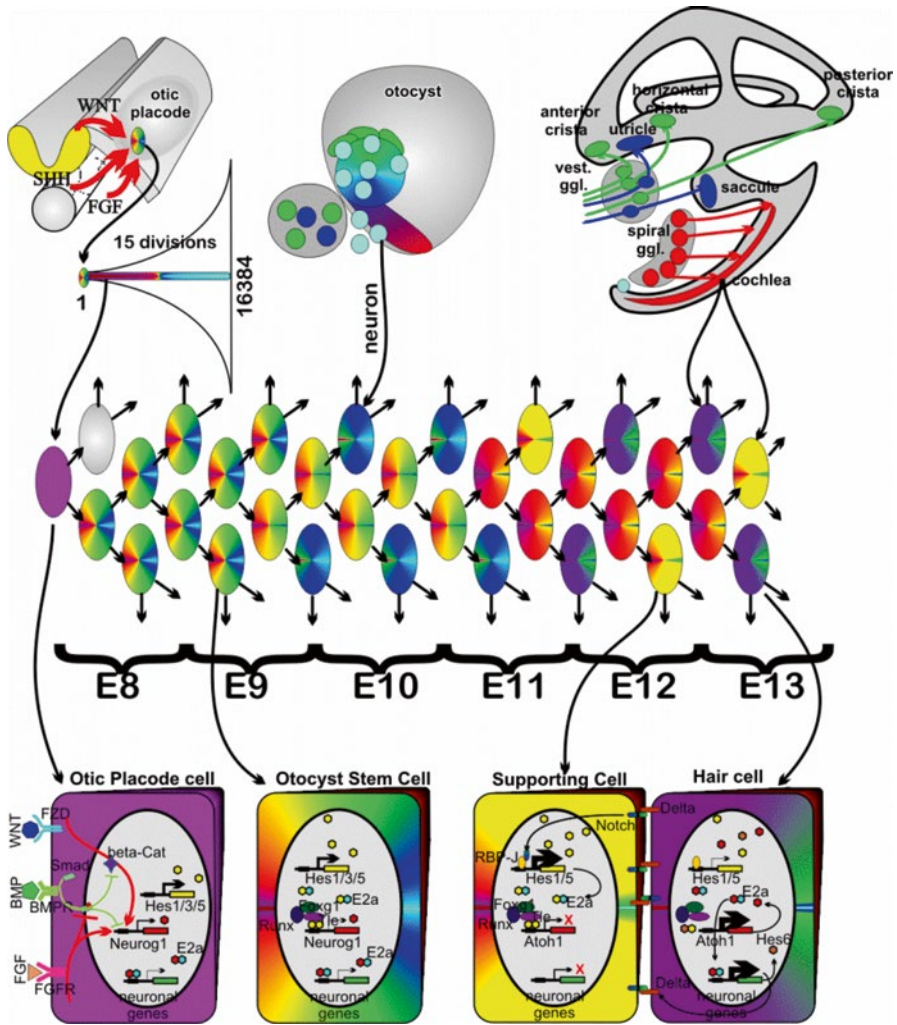 WNT
otic
placode
SHH
FGF
15 divisions
1
16384
otocyst
neuron
posterior
crista
horizontal
crista
anterior
crista
utricle
vest.
ggl.
saccule
spiral
ggl.
cochlea
E8
E9
E10
E11
E12
E13
Otic Placode cell
WNT
FZD
beta-Cat
Smad
BMP
BMPR
Hes1/3/5
Neurog1
E2a
FGF
FGFR
neuronal
genes
Otocyst Stem Cell
Hes1/3/5
Foxg1
E2a
Runx
Tle
Neurog1
E2a
neuronal
genes
Supporting Cell
Notch
RBP-J
Hes1/5
Foxg1
E2a
Runx
Tle
X
Atoh1
X
neuronal
genes
Hair cell
Delta
Hes1/5
E2a
Atoh1
Hes6
Delta
neuronal
genes